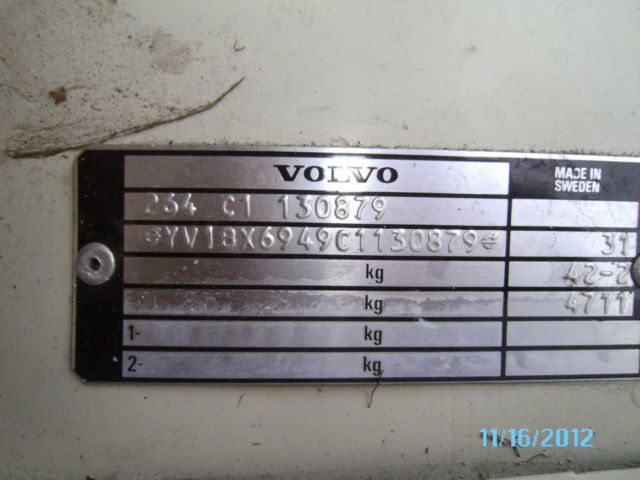 VOLVO
MADE IN
SWEDEN
264 C1 130879
YV1BX6949C1130879
31
kg
42-2
kg
4711
1- kg
2- kg
11/16/2012